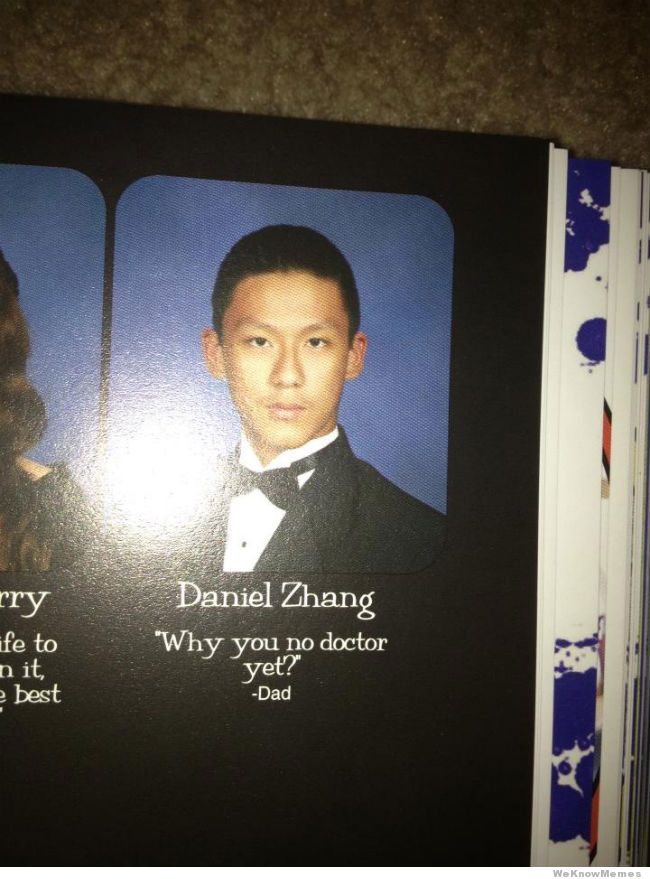 rry
ife to
n it,
e best
"
Daniel Zhang
"Why you no doctor
yet?"
-Dad
WeKnowMemes